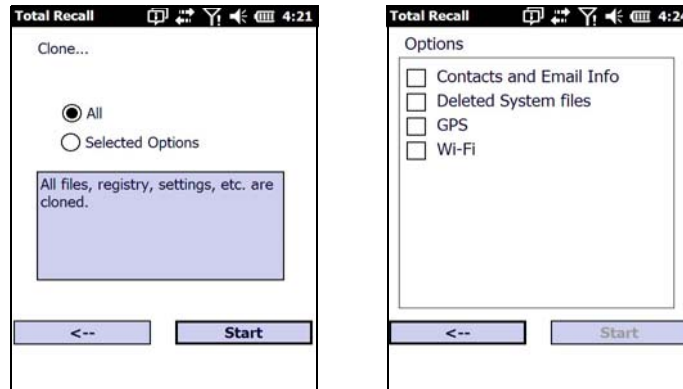 Total Recall 4:21
Clone...
All
Selected Options
All files, registry, settings, etc. are
cloned.
<-- Start
Total Recall 4:24
Options
Contacts and Email Info
Deleted System files
GPS
Wi-Fi
<-- Start